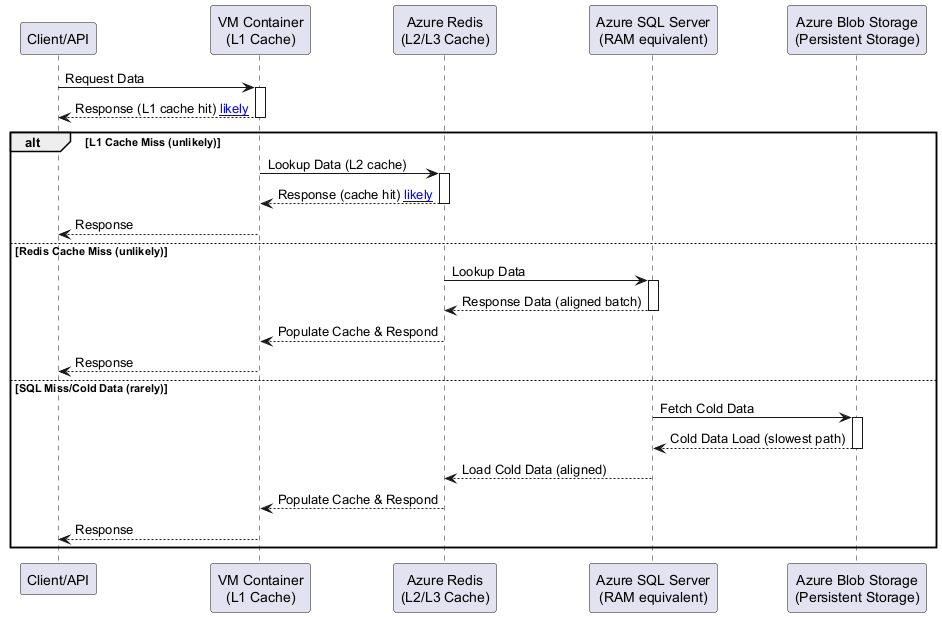 Client/API
VM Container
(L1 Cache)
Azure Redis
(L2/L3 Cache)
Azure SQL Server
(RAM equivalent)
Azure Blob Storage
(Persistent Storage)
Request Data
Response (L1 cache hit) likely
alt [L1 Cache Miss (unlikely)]
Lookup Data (L2 cache)
Response (cache hit) likely
Response
[Redis Cache Miss (unlikely)]
Lookup Data
Response Data (aligned batch)
Populate Cache & Respond
Response
[SQL Miss/Cold Data (rarely)]
Fetch Cold Data
Cold Data Load (slowest path)
Load Cold Data (aligned)
Populate Cache & Respond
Response
Client/API
VM Container
(L1 Cache)
Azure Redis
(L2/L3 Cache)
Azure SQL Server
(RAM equivalent)
Azure Blob Storage
(Persistent Storage)